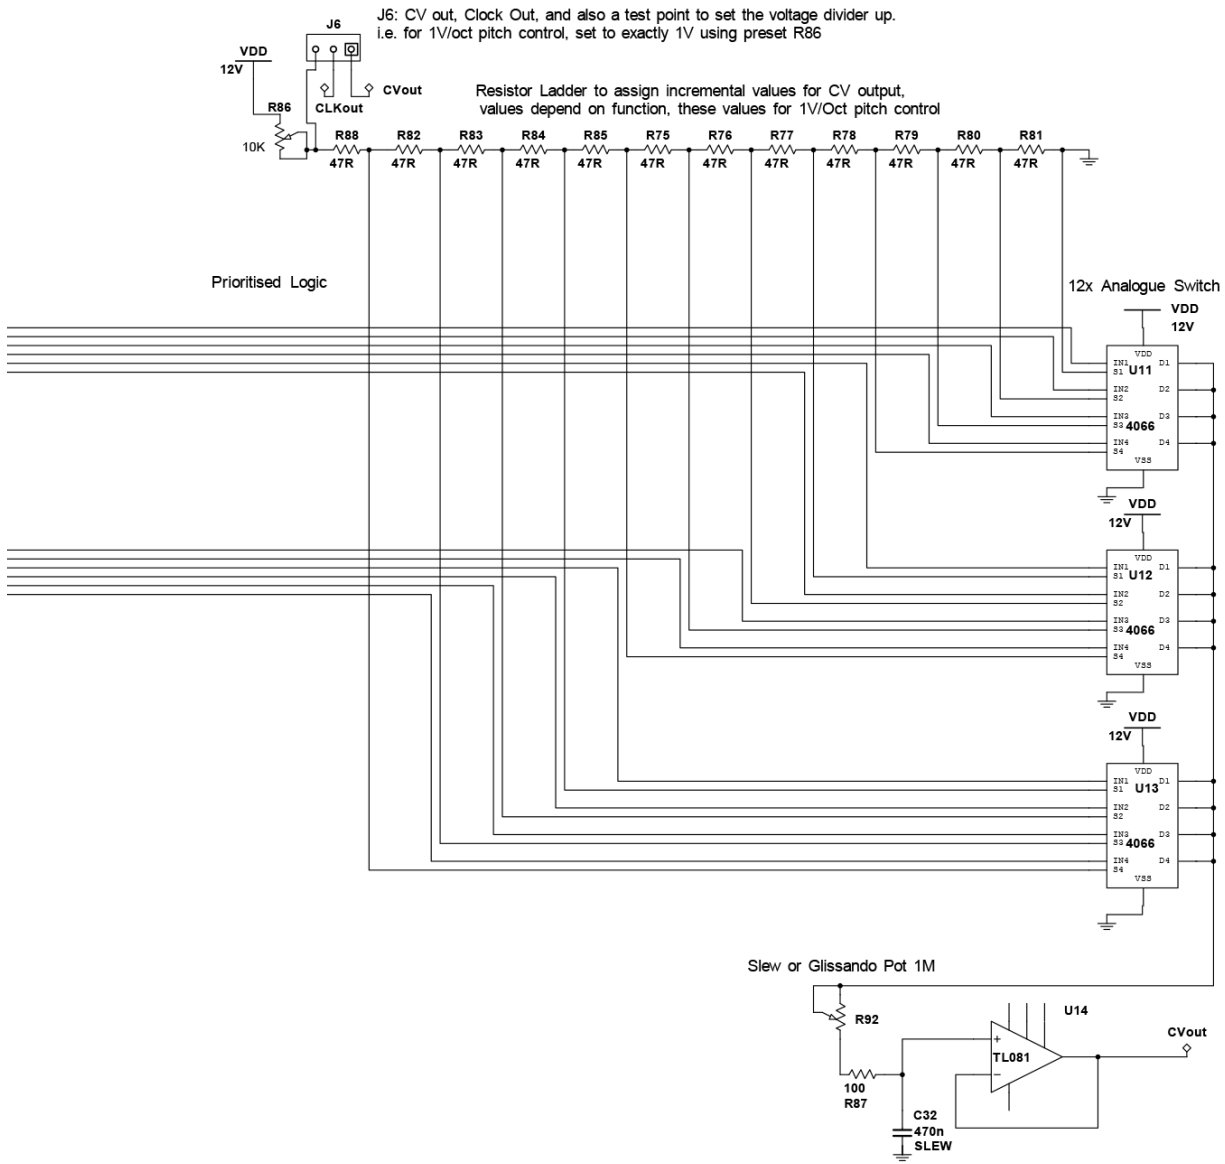 J6: CV out, Clock Out, and also a test point to set the voltage divider up.
J6
i.e. for 1V/oct pitch control, set to exactly 1V using preset R86
VDD
12V
CVout
CLKout
Resistor Ladder to assign incremental values for CV output,
values depend on function, these values for 1V/Oct pitch control
R86
10K
R88 R82 R83 R84 R85 R75 R76 R77 R78 R79 R80 R81
47R 47R 47R 47R 47R 47R 47R 47R 47R 47R 47R 47R
Prioritised Logic
12x Analogue Switch
VDD
12V
VDD
IN1 D1
S1 U11
IN2 D2
S2
IN3 D3
S3 4066
IN4 D4
S4
VSS
VDD
12V
VDD
IN1 D1
S1 U12
IN2 D2
S2
IN3 D3
S3 4066
IN4 D4
S4
VSS
VDD
12V
VDD
IN1 D1
S1 U13
IN2 D2
S2
IN3 D3
S3 4066
IN4 D4
S4
VSS
Slew or Glissando Pot 1M
R92
U14
CVout
+
TL081
−
100
R87
C32
470n
SLEW